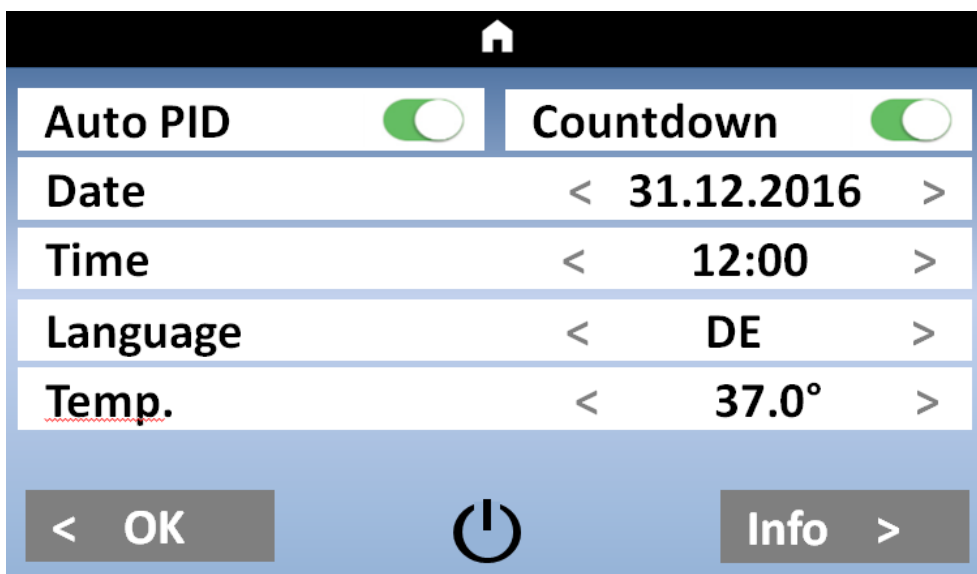 Auto PID Countdown
Date < 31.12.2016 >
Time < 12:00 >
Language < DE >
Temp. < 37.0° >
< OK Info >